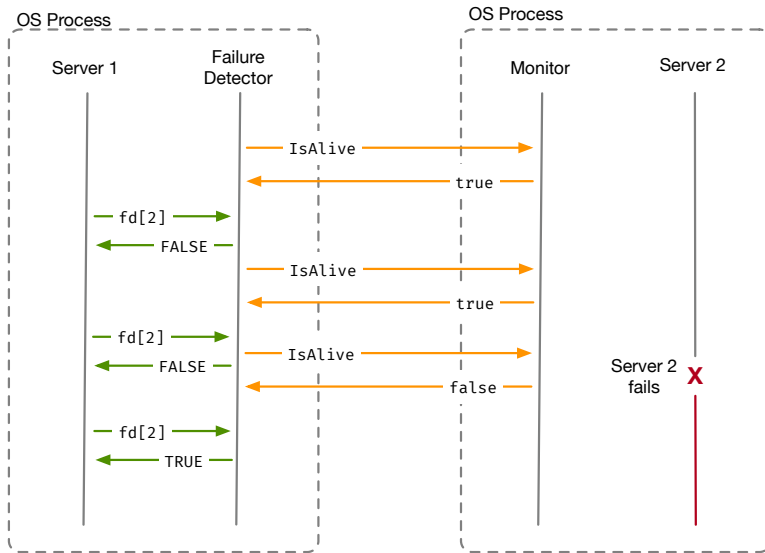 OS Process
OS Process
Server 1
Failure
Detector
Monitor
Server 2
IsAlive
true
fd[2]
FALSE
IsAlive
true
fd[2]
FALSE
IsAlive
Server 2
fails
X
false
fd[2]
TRUE